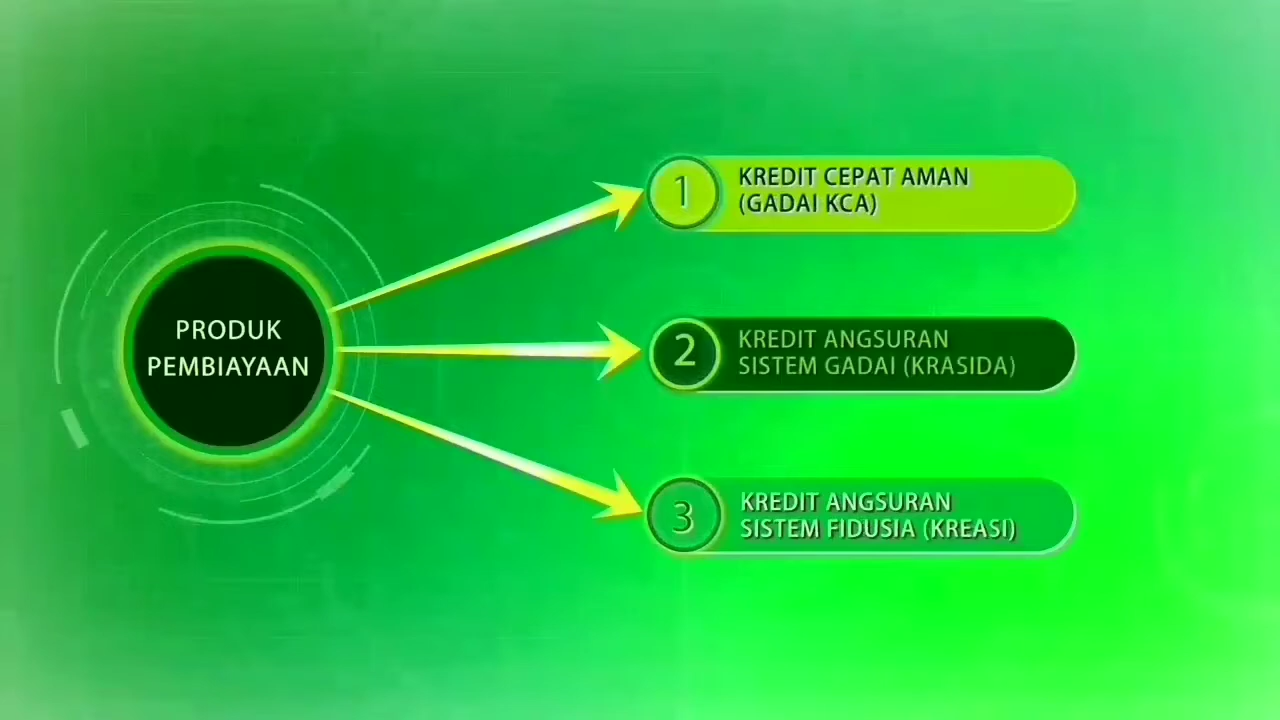 PRODUK
PEMBIAYAAN
1
KREDIT CEPAT AMAN
(GADAI KCA)
2
KREDIT ANGSURAN
SISTEM GADAI (KRASIDA)
3
KREDIT ANGSURAN
SISTEM FIDUSIA (KREASI)